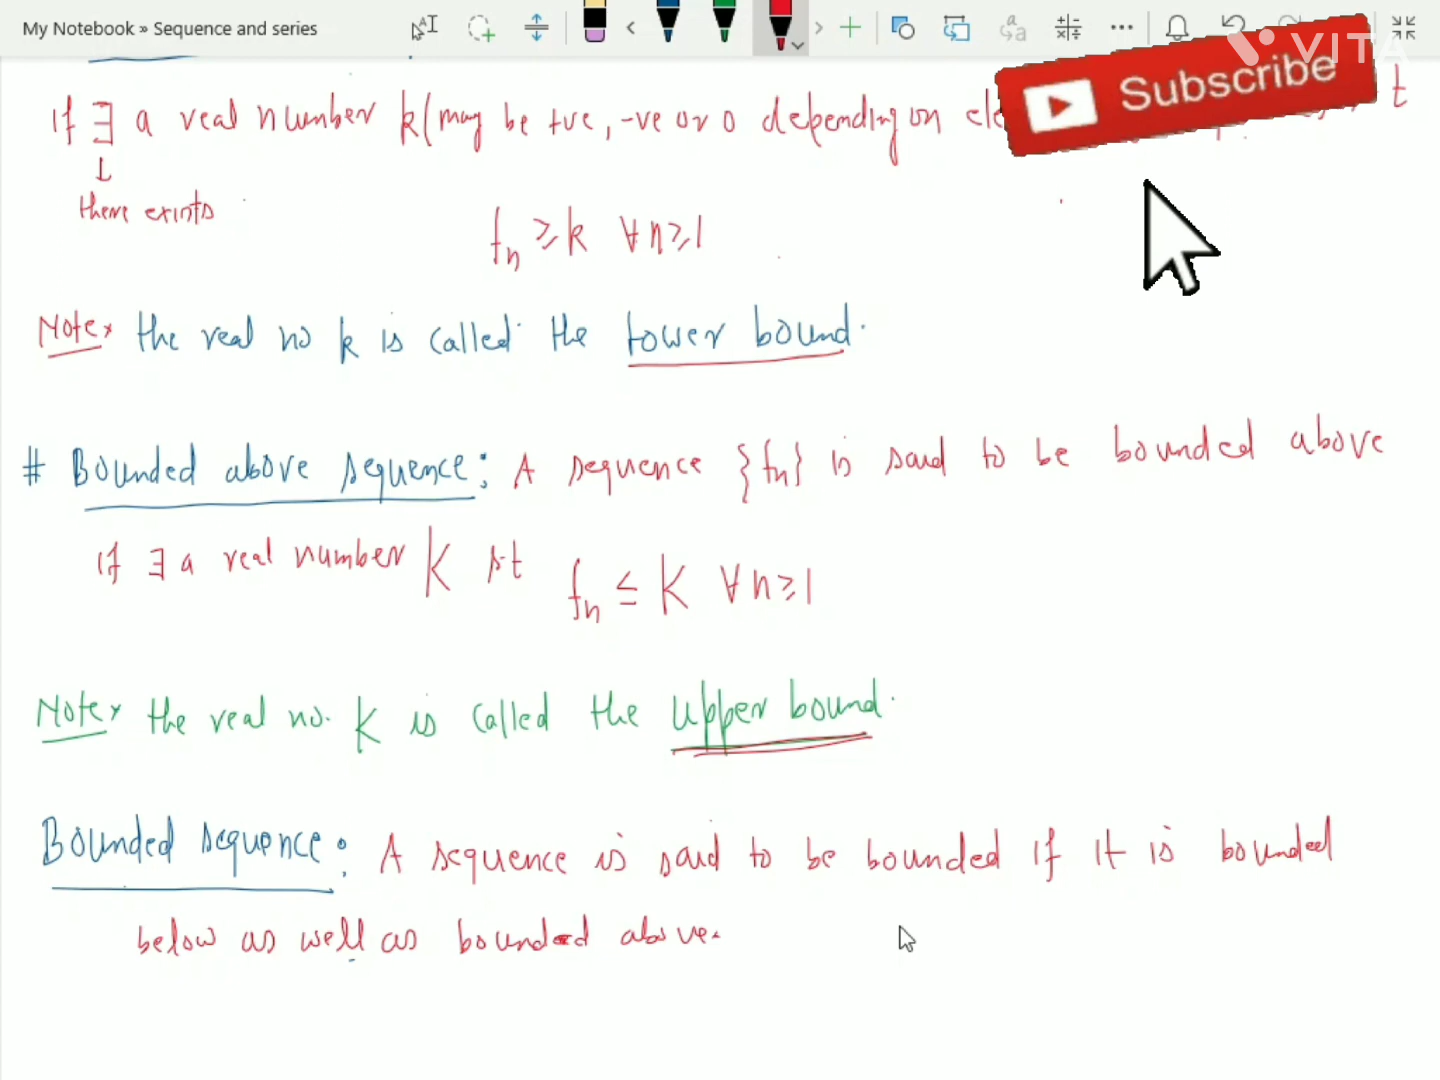 My Notebook » Sequence and series
VITA
Subscribe
If ∃ a real number k (may be +ve, -ve or 0 depending on t
↓
there exists
fn ≥ k ∀ n ≥ 1
Note× the real no k is called the lower bound.
# Bounded above sequence: A sequence {fn} is said to be bounded above
if ∃ a real number K s.t fn ≤ K ∀ n ≥ 1
Note× the real no. K is called the upper bound.
Bounded sequence: A sequence is said to be bounded if it is bounded
below as well as bounded above.